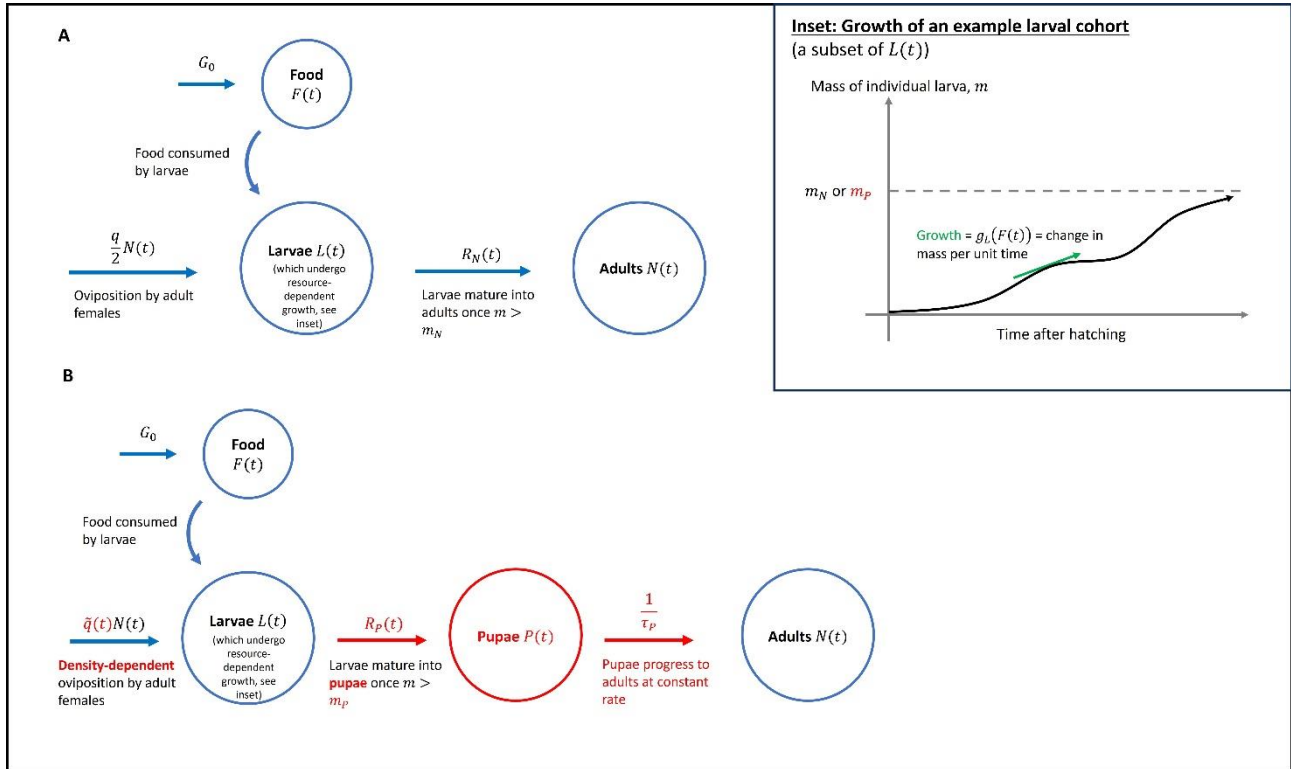 A
G₀
Food
F(t)
Food consumed
by larvae
q/2 N(t)
Oviposition by adult
females
Larvae L(t)
(which undergo
resource-
dependent
growth, see
inset)
R_N(t)
Larvae mature into
adults once m >
m_N
Adults N(t)
Inset: Growth of an example larval cohort
(a subset of L(t))
Mass of individual larva, m
m_N or m_P
Growth = g_L(F(t)) = change in
mass per unit time
Time after hatching
B
G₀
Food
F(t)
Food consumed
by larvae
q̃(t)N(t)
Density-dependent
oviposition by adult
females
Larvae L(t)
(which undergo
resource-
dependent
growth, see
inset)
R_P(t)
Larvae mature into
pupae once m >
m_P
Pupae P(t)
1/τ_P
Pupae progress to
adults at constant
rate
Adults N(t)